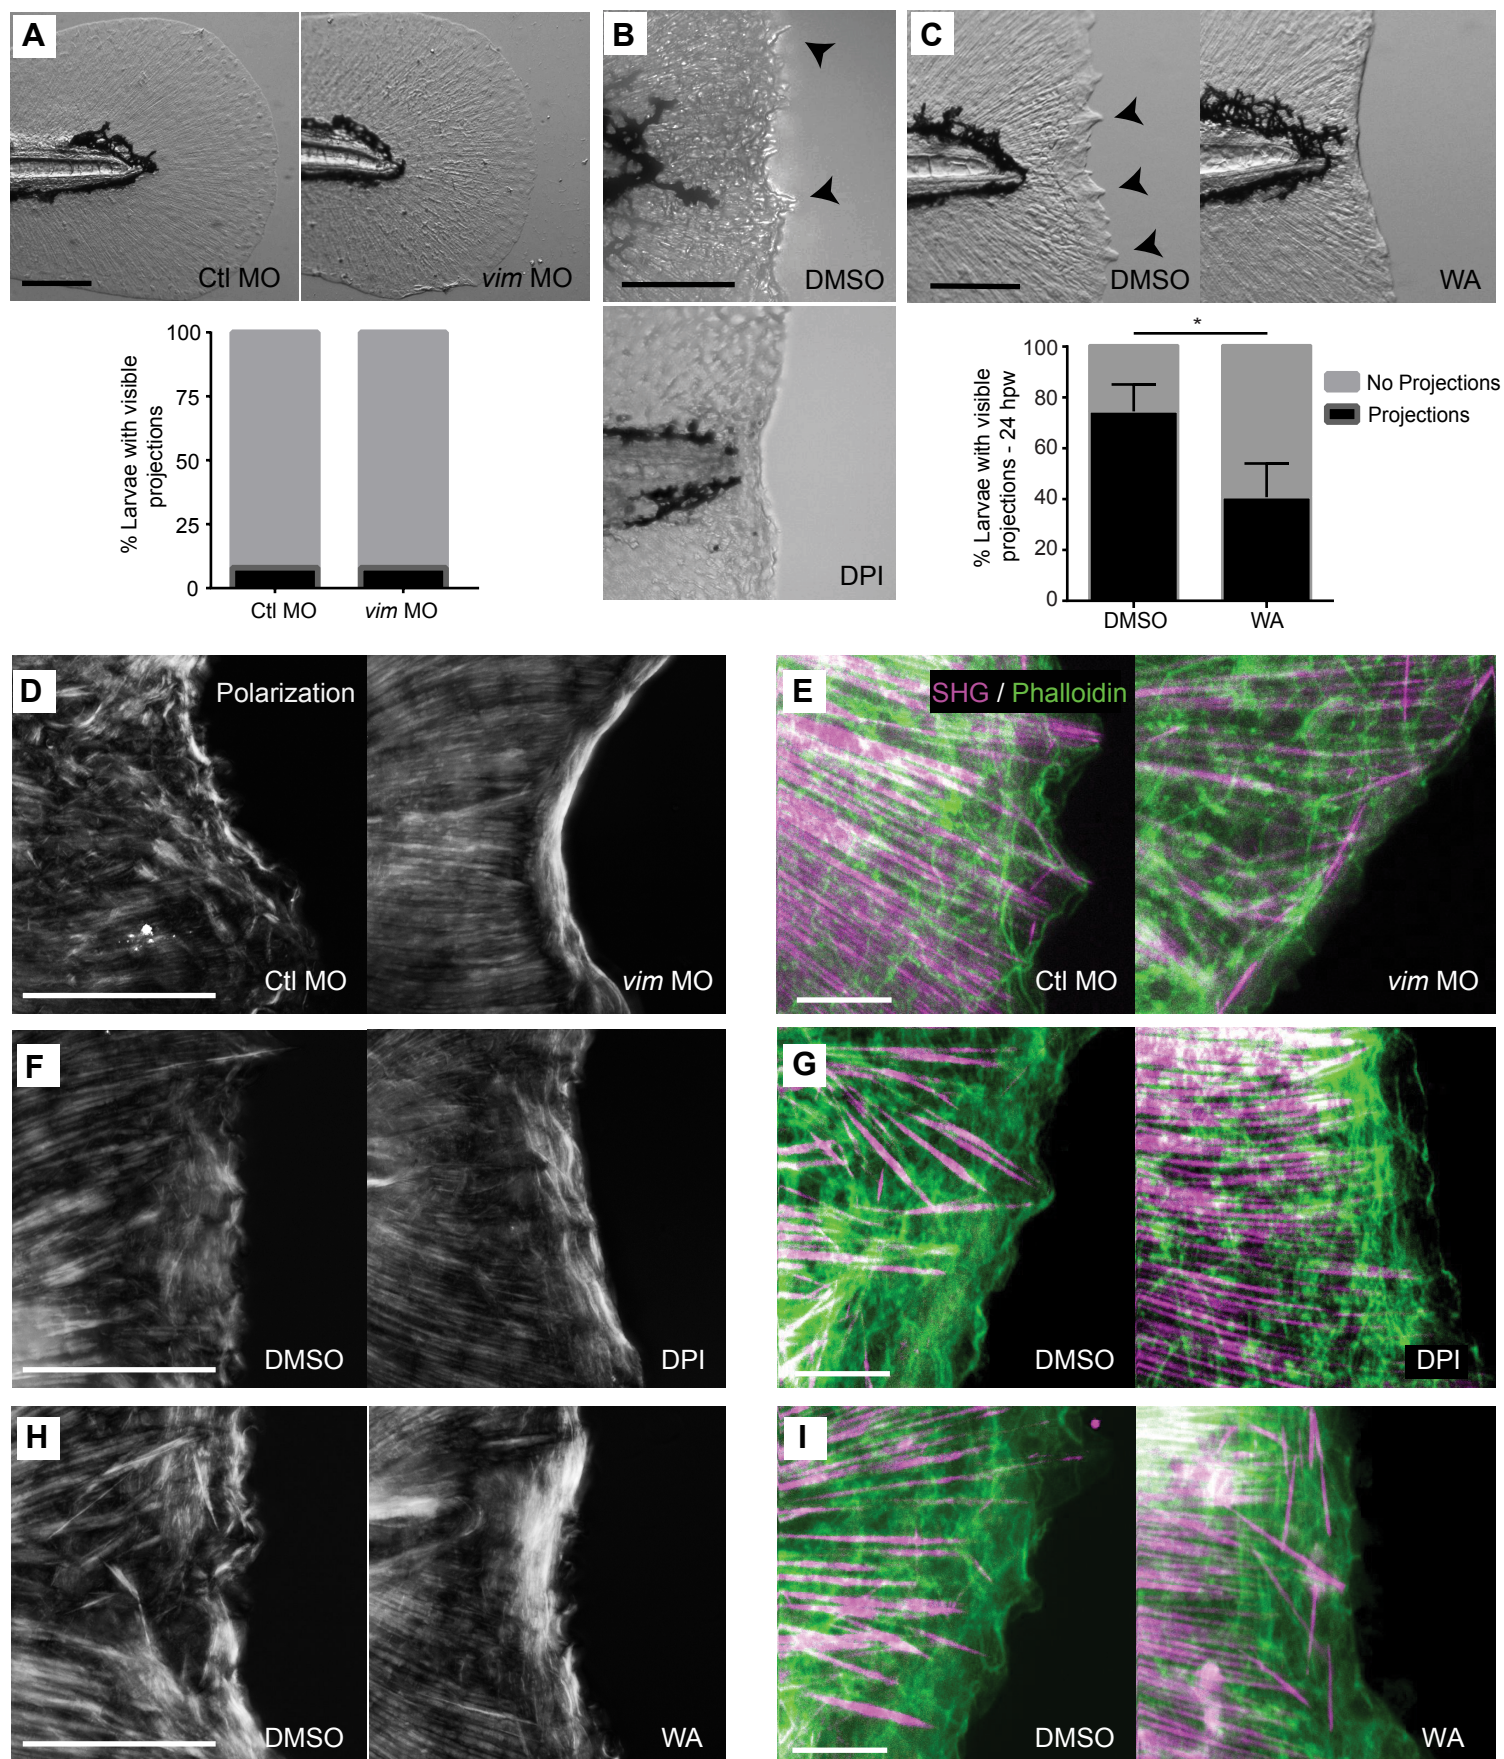 A
Ctl MO
vim MO
B
DMSO
DPI
C
DMSO
WA
% Larvae with visible
projections
100
75
50
25
0
Ctl MO
vim MO
% Larvae with visible
projections - 24 hpw
100
80
60
40
20
0
*
DMSO
WA
No Projections
Projections
D
Polarization
Ctl MO
vim MO
E
SHG / Phalloidin
Ctl MO
vim MO
F
DMSO
DPI
G
DMSO
DPI
H
DMSO
WA
I
DMSO
WA